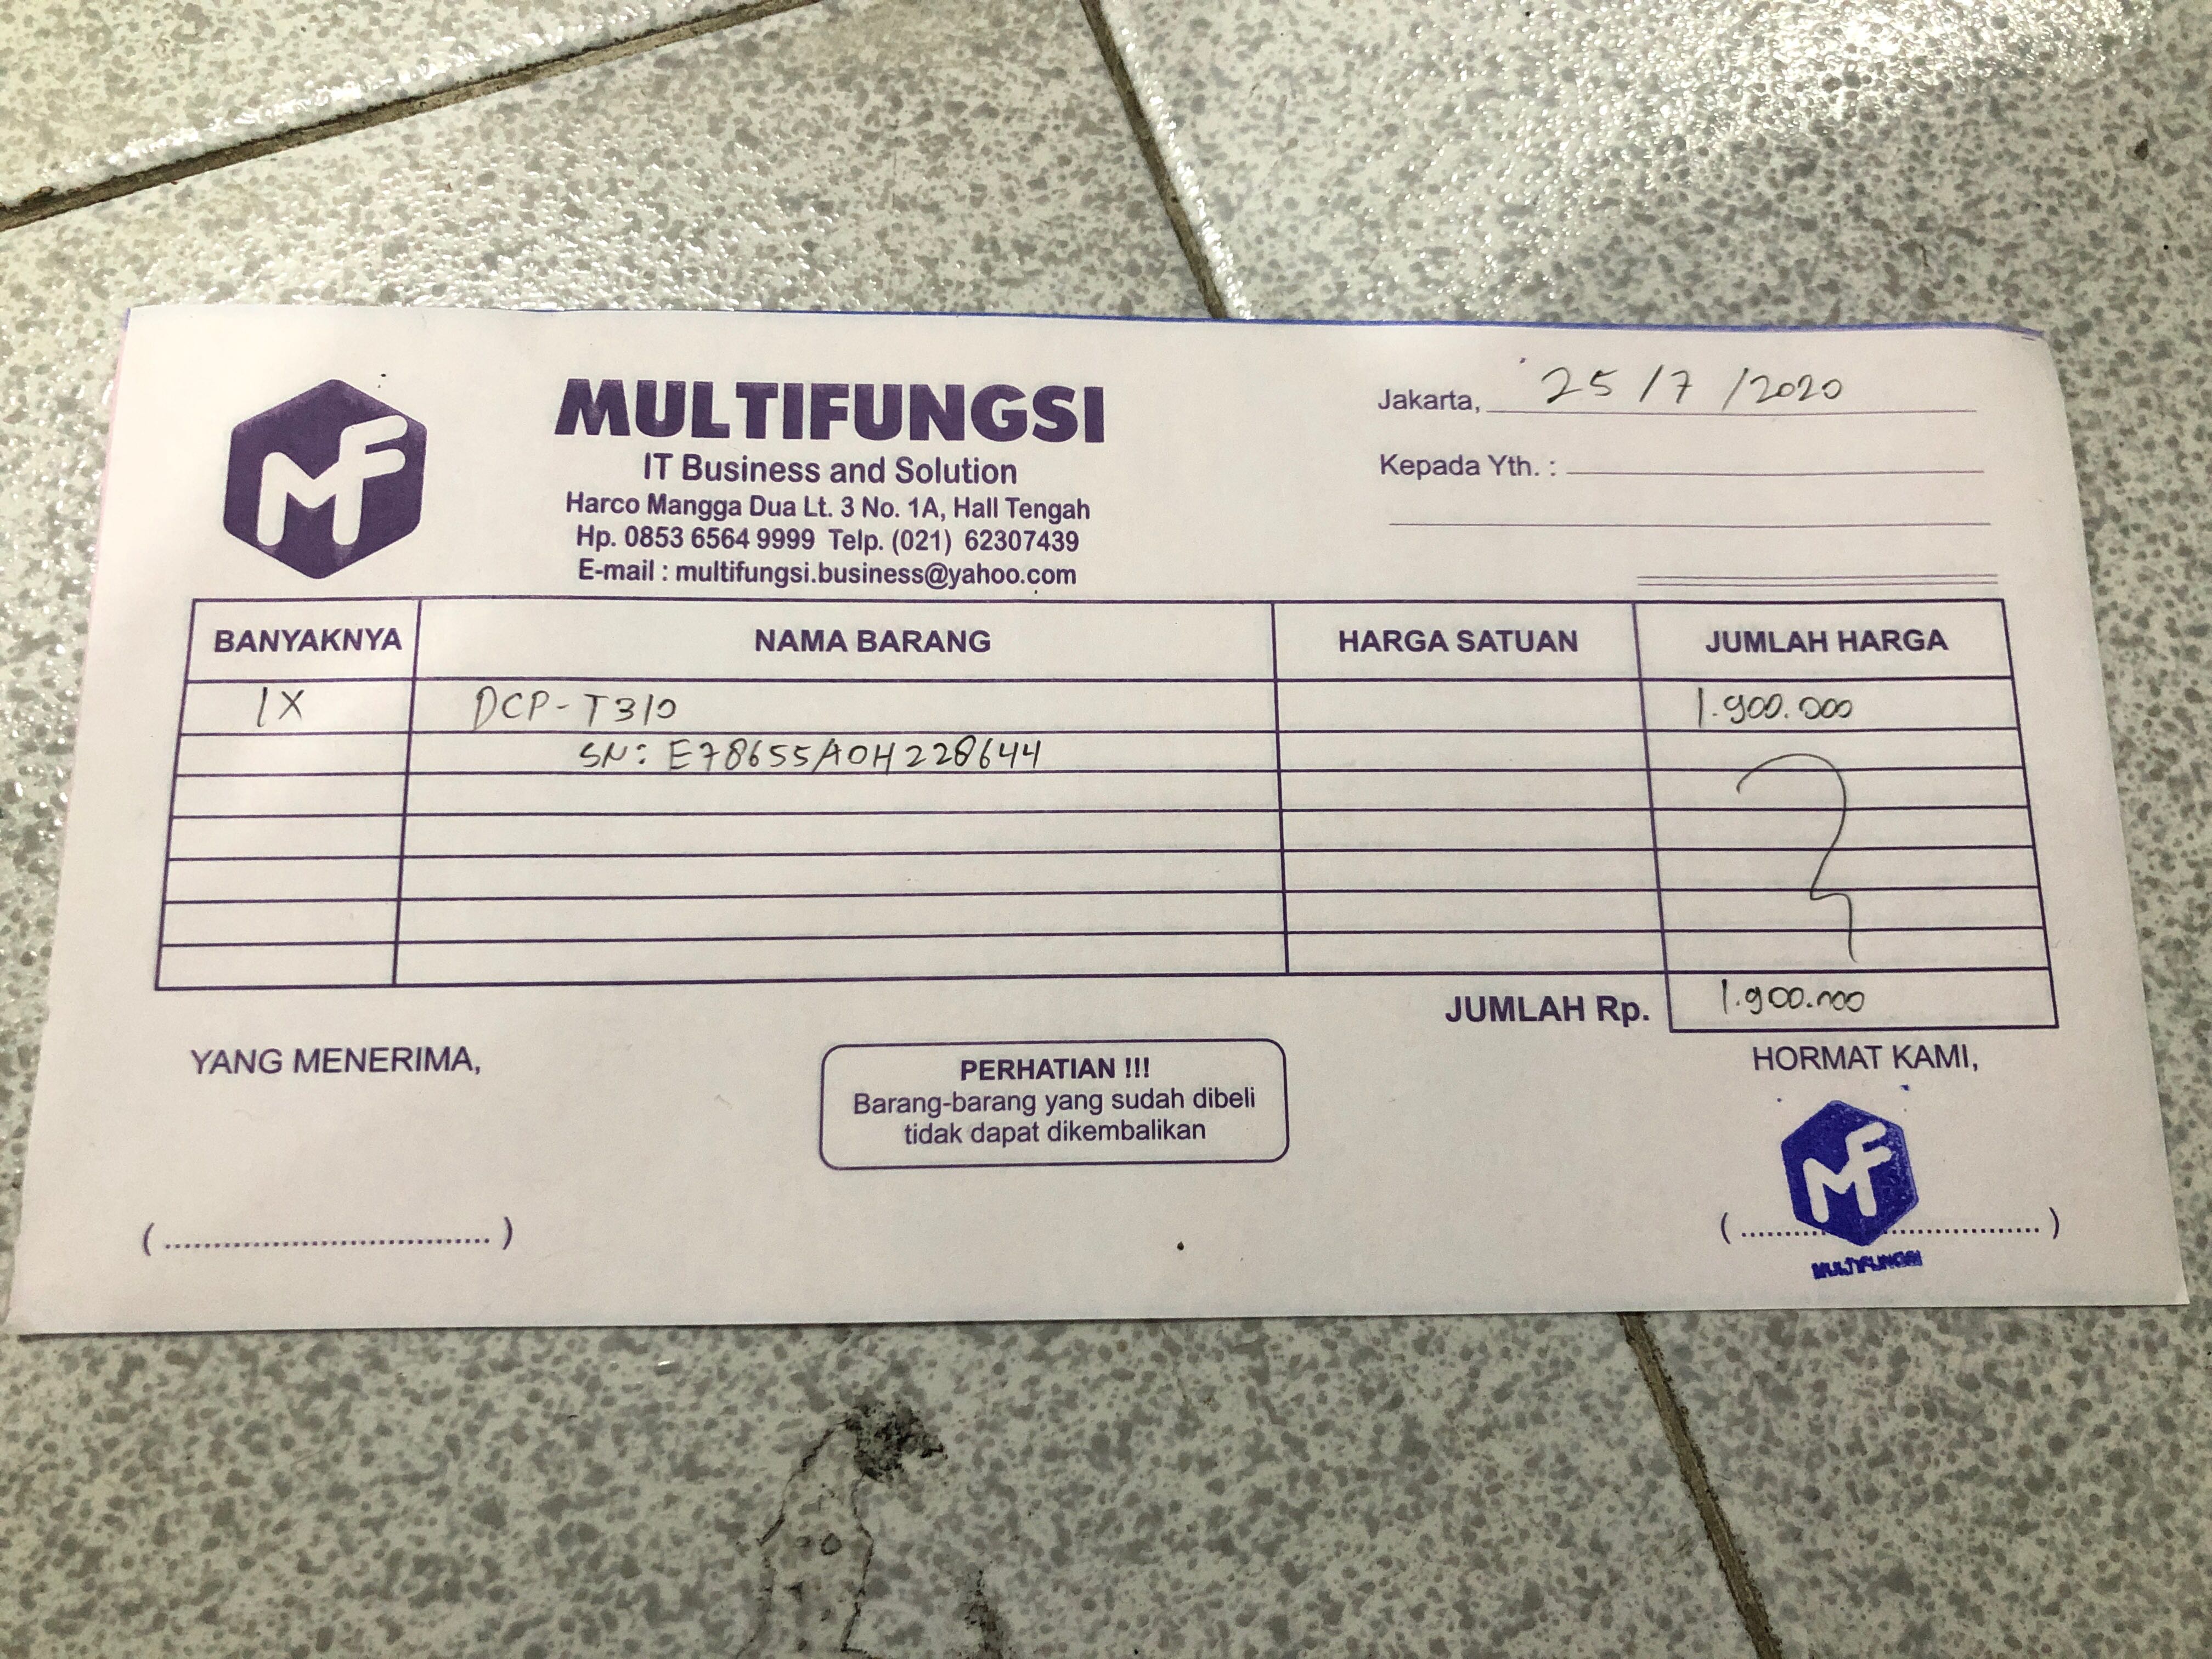 MF
MULTIFUNGSI
IT Business and Solution
Harco Mangga Dua Lt. 3 No. 1A, Hall Tengah
Hp. 0853 6564 9999 Telp. (021) 62307439
E-mail : multifungsi.business@yahoo.com
Jakarta, 25/7/2020
Kepada Yth. :
BANYAKNYA NAMA BARANG HARGA SATUAN JUMLAH HARGA
1X DCP-T310 1.900.000
SN: E78655A0H228644
JUMLAH Rp. 1.900.000
YANG MENERIMA,
PERHATIAN !!!
Barang-barang yang sudah dibeli
tidak dapat dikembalikan
HORMAT KAMI,
MF
(................................) (................................)
MULTIFUNGSI